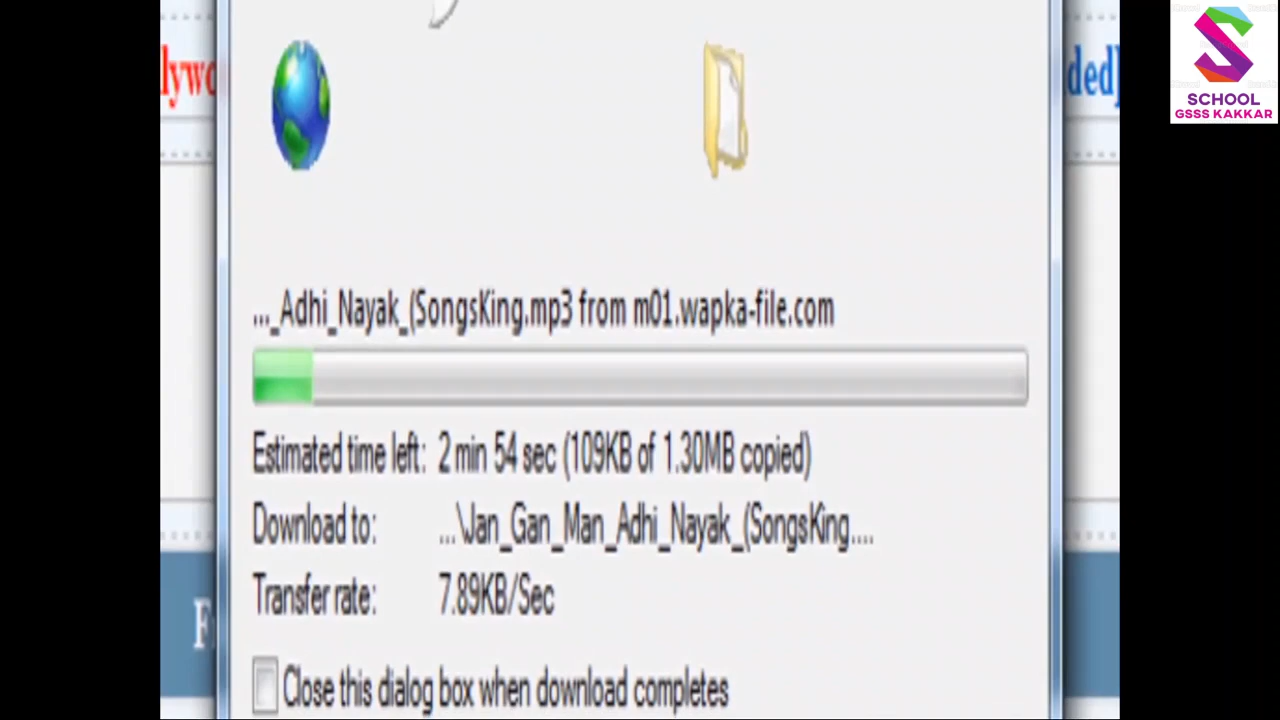 SCHOOL
GSSS KAKKAR
lywo
ded]
..._Adhi_Nayak_(SongsKing.mp3 from m01.wapka-file.com
Estimated time left: 2 min 54 sec (109KB of 1.30MB copied)
Download to: ...\Jan_Gan_Man_Adhi_Nayak_(SongsKing....
Transfer rate: 7.89KB/Sec
F
Close this dialog box when download completes